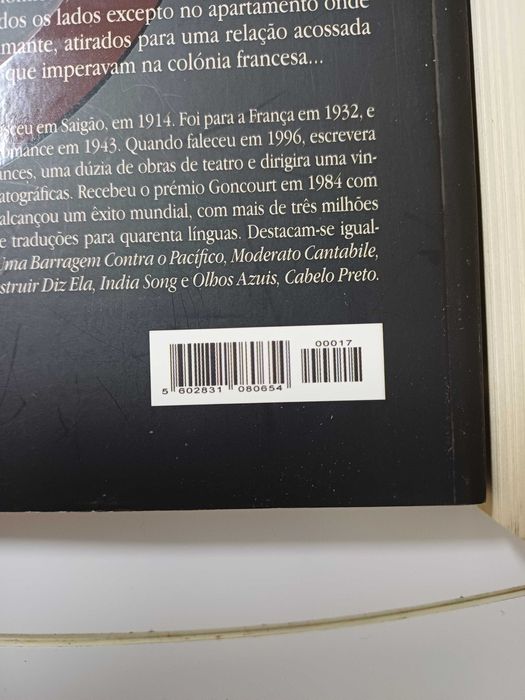 dos os lados excepto no apartamento onde
mante, atirados para uma relação acossada
que imperavam na colónia francesa...
sceu em Saigão, em 1914. Foi para a França em 1932, e
omance em 1943. Quando faleceu em 1996, escrevera
ances, uma dúzia de obras de teatro e dirigira uma vin-
atográficas. Recebeu o prémio Goncourt em 1984 com
alcançou um êxito mundial, com mais de três milhões
e traduções para quarenta línguas. Destacam-se igual-
Uma Barragem Contra o Pacífico, Moderato Cantabile,
struir Diz Ela, India Song e Olhos Azuis, Cabelo Preto.
00017
5 602831 080654